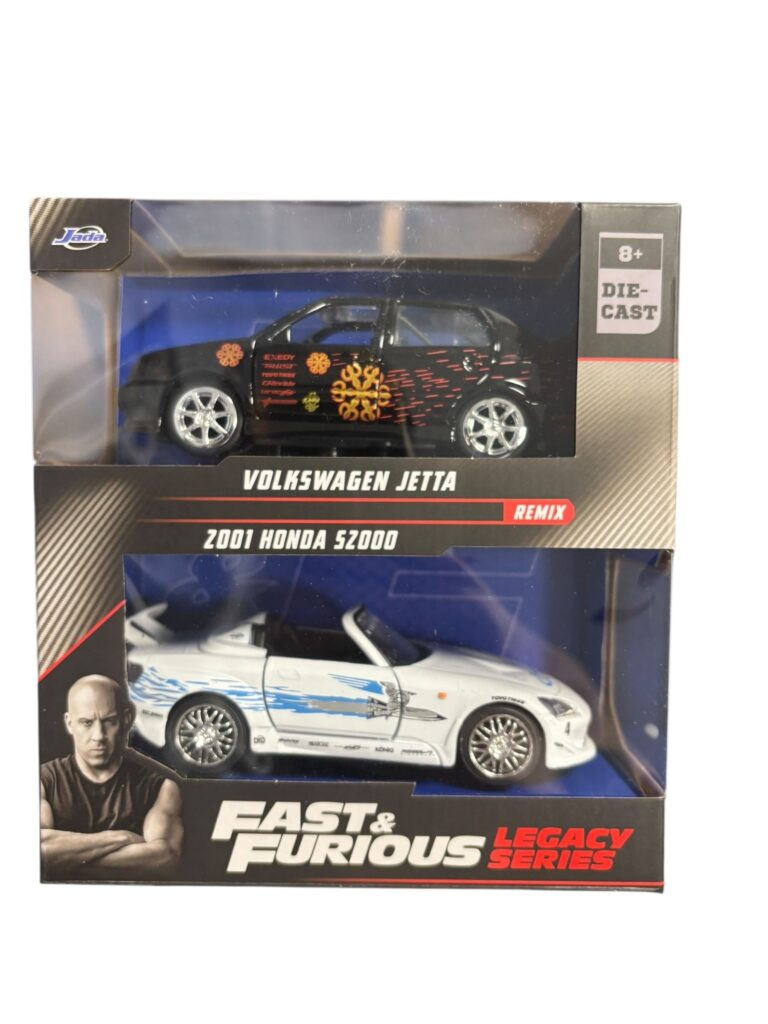 Jada
8+
DIE-
CAST
EXEDY
VOLKSWAGEN JETTA
REMIX
2001 HONDA S2000
FAST &
FURIOUS
LEGACY
SERIES